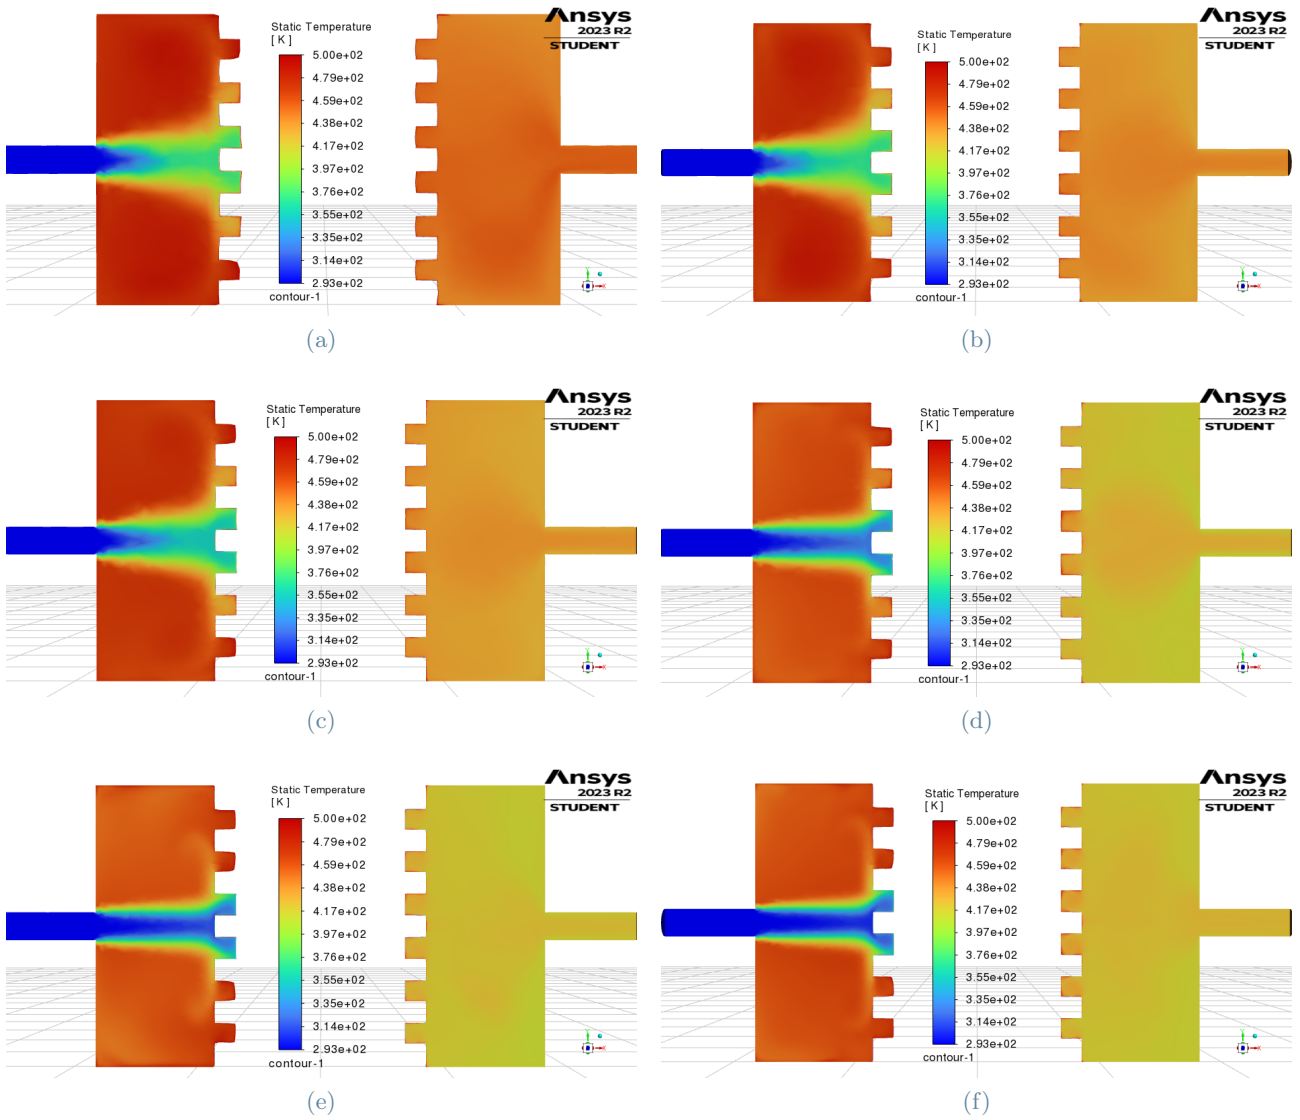 Ansys
2023 R2
STUDENT
Static Temperature
[ K ]
5.00e+02
4.79e+02
4.59e+02
4.38e+02
4.17e+02
3.97e+02
3.76e+02
3.55e+02
3.35e+02
3.14e+02
2.93e+02
contour-1
(a)
Ansys
2023 R2
STUDENT
Static Temperature
[ K ]
5.00e+02
4.79e+02
4.59e+02
4.38e+02
4.17e+02
3.97e+02
3.76e+02
3.55e+02
3.35e+02
3.14e+02
2.93e+02
contour-1
(b)
Ansys
2023 R2
STUDENT
Static Temperature
[ K ]
5.00e+02
4.79e+02
4.59e+02
4.38e+02
4.17e+02
3.97e+02
3.76e+02
3.55e+02
3.35e+02
3.14e+02
2.93e+02
contour-1
(c)
Ansys
2023 R2
STUDENT
Static Temperature
[ K ]
5.00e+02
4.79e+02
4.59e+02
4.38e+02
4.17e+02
3.97e+02
3.76e+02
3.55e+02
3.35e+02
3.14e+02
2.93e+02
contour-1
(d)
Ansys
2023 R2
STUDENT
Static Temperature
[ K ]
5.00e+02
4.79e+02
4.59e+02
4.38e+02
4.17e+02
3.97e+02
3.76e+02
3.55e+02
3.35e+02
3.14e+02
2.93e+02
contour-1
(e)
Ansys
2023 R2
STUDENT
Static Temperature
[ K ]
5.00e+02
4.79e+02
4.59e+02
4.38e+02
4.17e+02
3.97e+02
3.76e+02
3.55e+02
3.35e+02
3.14e+02
2.93e+02
contour-1
(f)